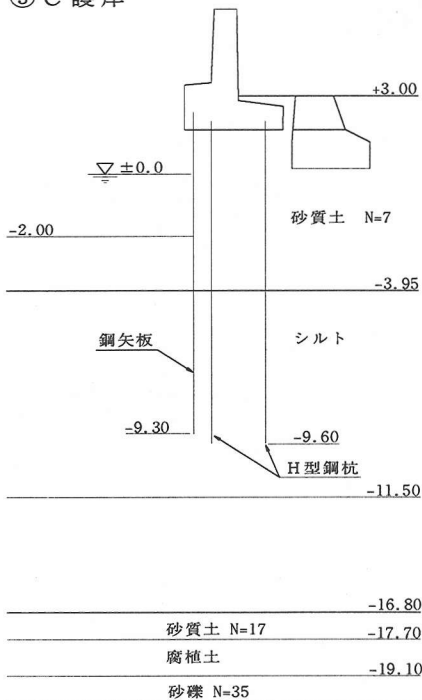 ③C護岸
+3.00
±0.0
砂質土 N=7
-2.00
-3.95
鋼矢板
シルト
-9.30
-9.60
H型鋼杭
-11.50
-16.80
砂質土 N=17
-17.70
腐植土
-19.10
砂礫 N=35